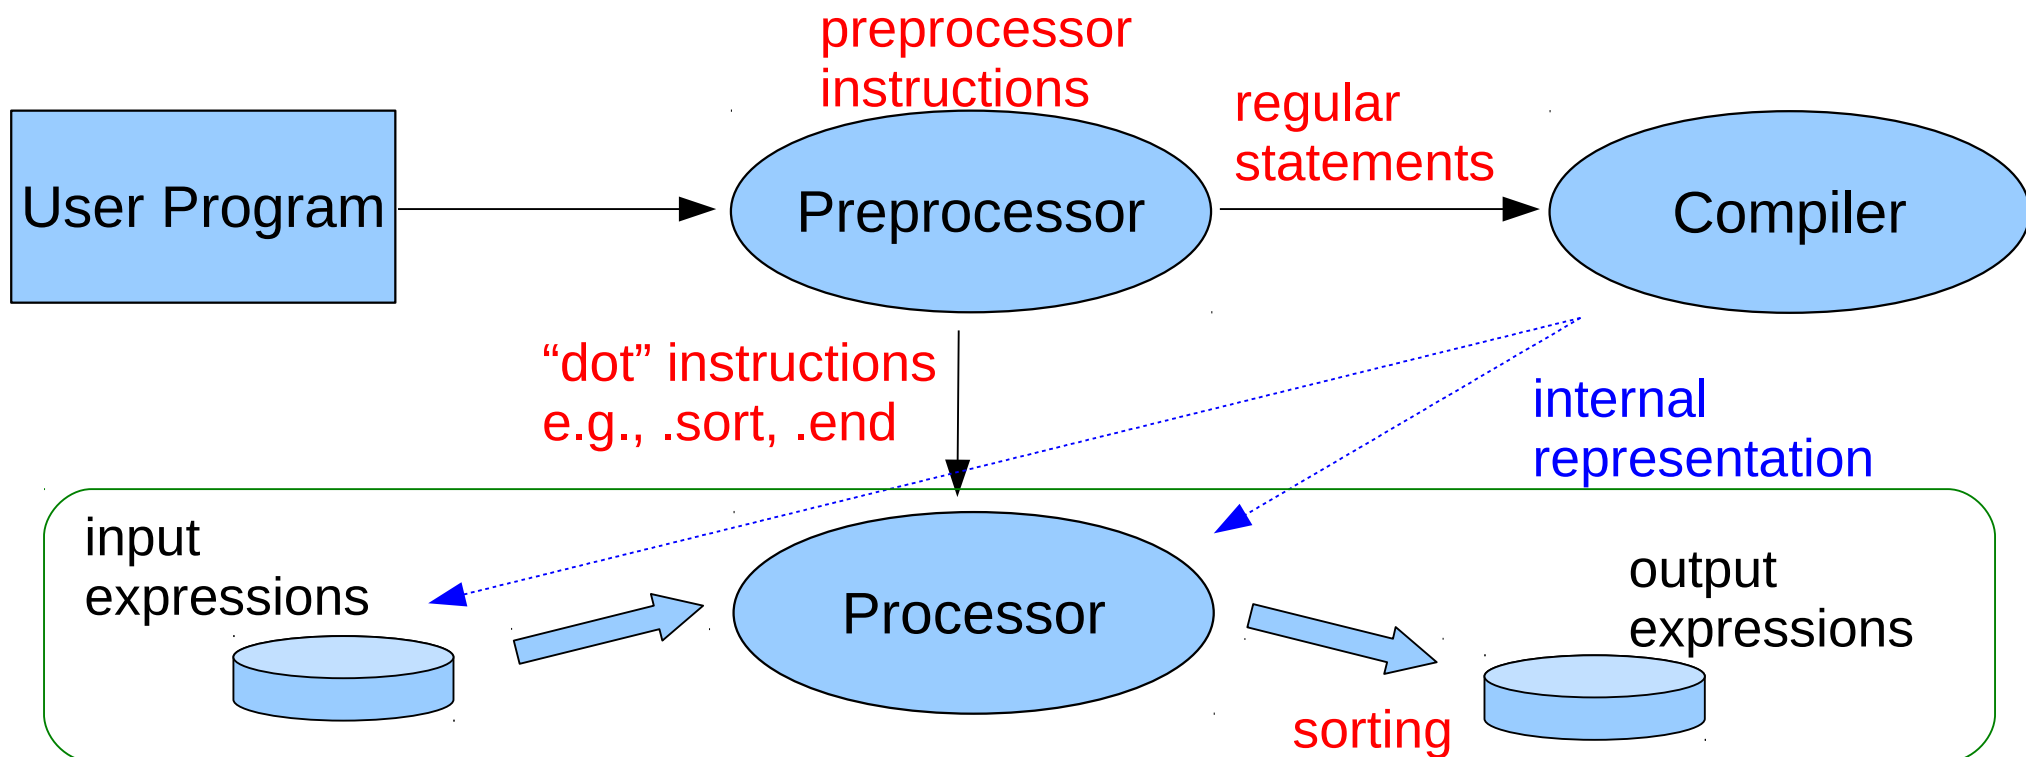 preprocessor
instructions
regular
statements
User Program
Preprocessor
Compiler
“dot” instructions
e.g., .sort, .end
internal
representation
input
expressions
Processor
output
expressions
sorting